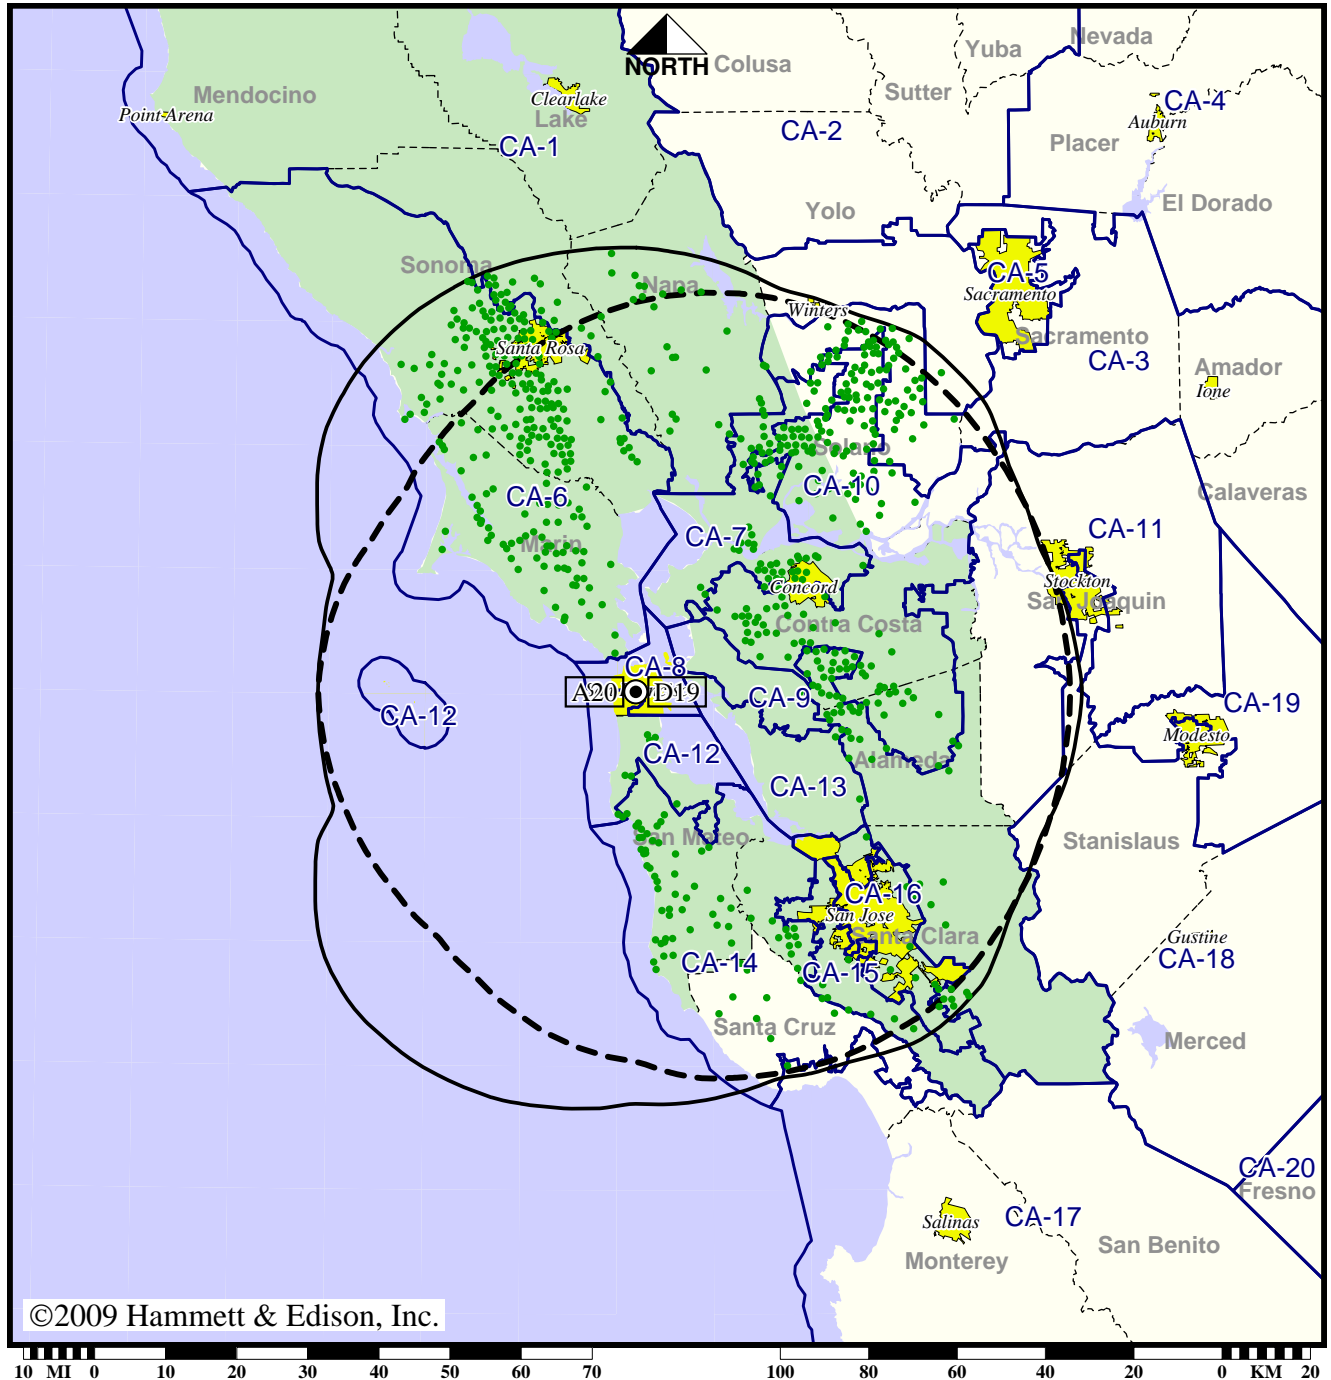 NORTH
Colusa
Yuba
Nevada
Sutter
Mendocino
Point Arena
Clearlake
Lake
CA-1
CA-2
CA-4
Auburn
Placer
Yolo
El Dorado
Sonoma
Napa
CA-5
Sacramento
Winters
Sacramento
Santa Rosa
CA-3
Amador
Ione
Solano
CA-10
CA-6
Calaveras
CA-11
CA-7
Marin
Concord
Stockton
San Joaquin
Contra Costa
CA-8
A20 D19
CA-9
CA-12
CA-19
Modesto
CA-12
Alameda
CA-13
San Mateo
Stanislaus
CA-16
San Jose
Santa Clara
Gustine
CA-18
CA-14
CA-15
Santa Cruz
Merced
CA-20
Fresno
Salinas
CA-17
Monterey
San Benito
©2009 Hammett & Edison, Inc.
10 MI 0 10 20 30 40 50 60 70 100 80 60 40 20 0 KM 20